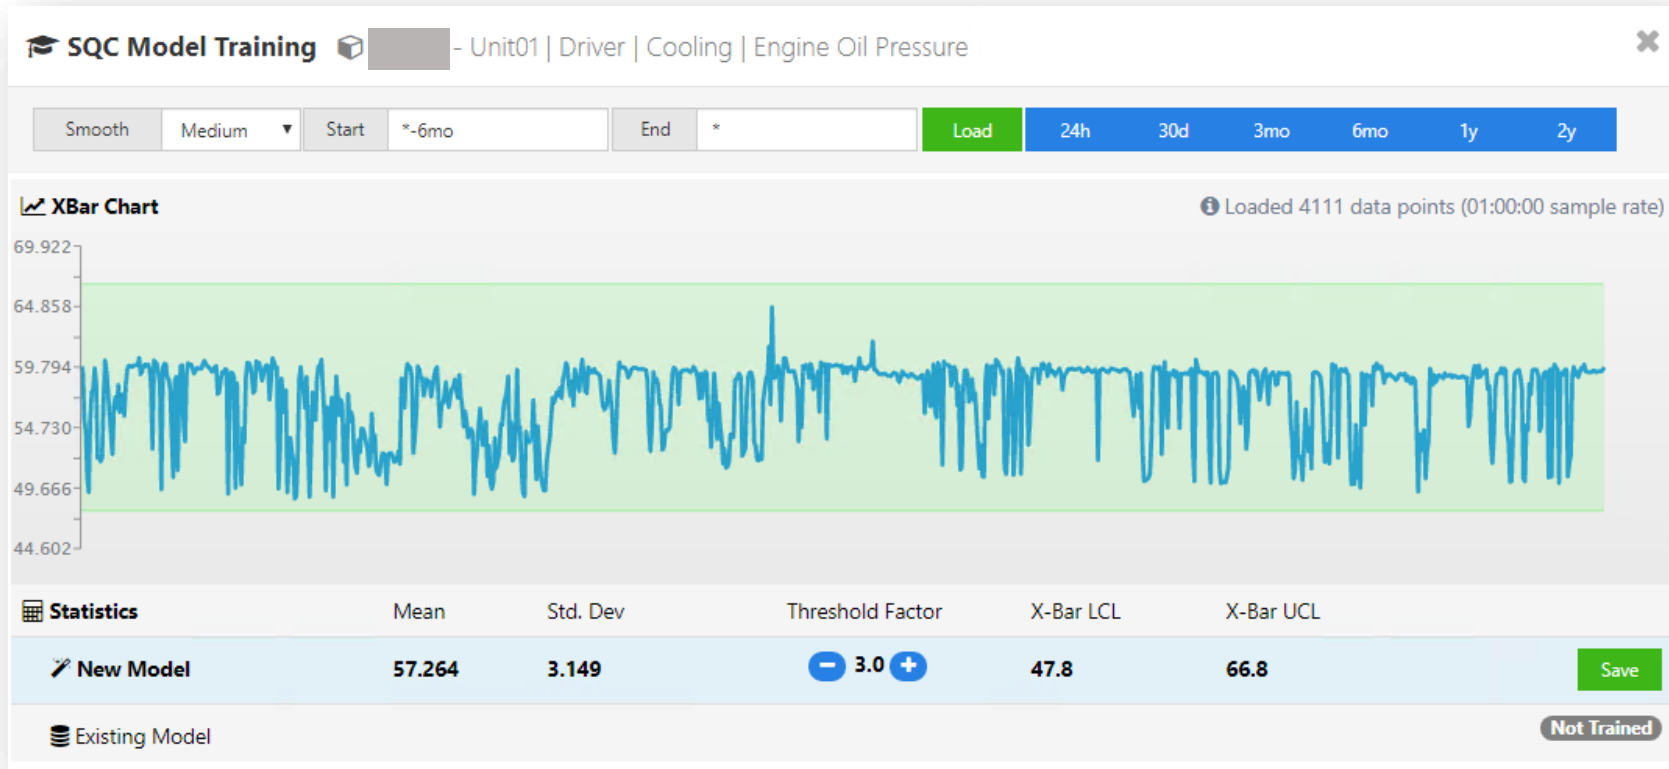 SQC Model Training - Unit01 | Driver | Cooling | Engine Oil Pressure
Smooth Medium Start *-6mo End * Load 24h 30d 3mo 6mo 1y 2y
XBar Chart Loaded 4111 data points (01:00:00 sample rate)
69.922
64.858
59.794
54.730
49.666
44.602
Statistics Mean Std. Dev Threshold Factor X-Bar LCL X-Bar UCL
New Model 57.264 3.149 3.0 47.8 66.8 Save
Existing Model Not Trained